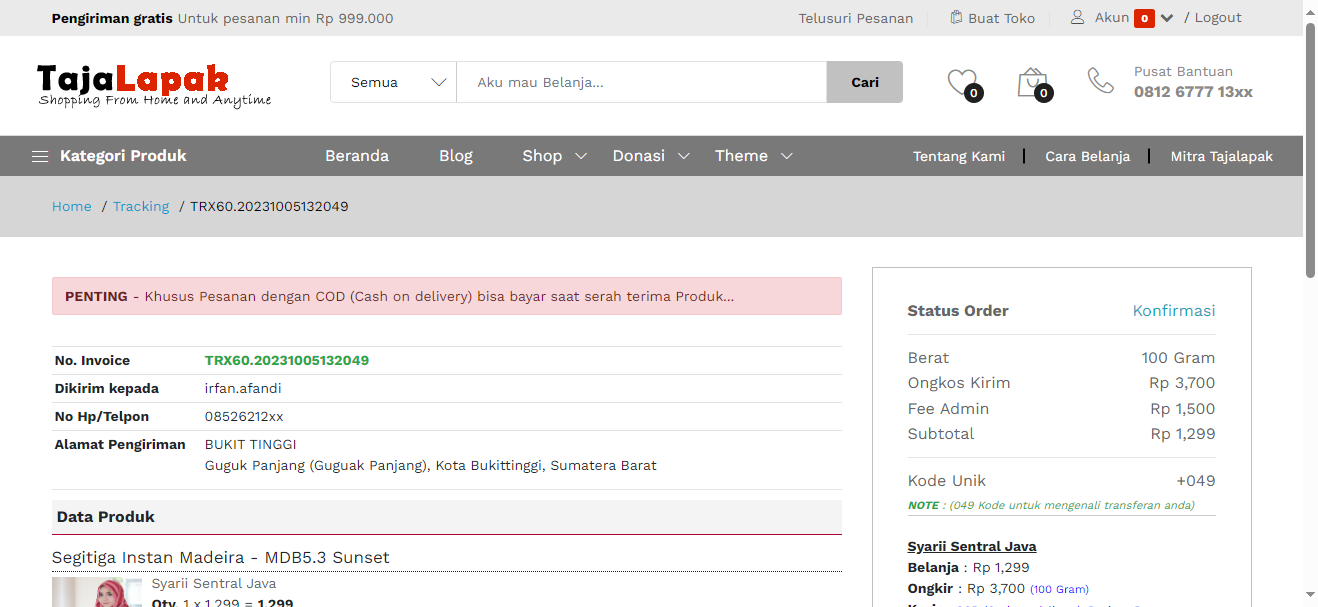 Pengiriman gratis Untuk pesanan min Rp 999.000
Telusuri Pesanan
Buat Toko
Akun 0 / Logout
TajaLapak
Shopping From Home and Anytime
Semua
Aku mau Belanja...
Cari
0
0
Pusat Bantuan
0812 6777 13xx
Kategori Produk
Beranda
Blog
Shop
Donasi
Theme
Tentang Kami
Cara Belanja
Mitra Tajalapak
Home / Tracking / TRX60.20231005132049
PENTING - Khusus Pesanan dengan COD (Cash on delivery) bisa bayar saat serah terima Produk...
No. Invoice TRX60.20231005132049
Dikirim kepada irfan.afandi
No Hp/Telpon 08526212xx
Alamat Pengiriman BUKIT TINGGI
Guguk Panjang (Guguak Panjang), Kota Bukittinggi, Sumatera Barat
Data Produk
Segitiga Instan Madeira - MDB5.3 Sunset
Syarii Sentral Java
Qty. 1 x 1,299 = 1,299
Status Order Konfirmasi
Berat 100 Gram
Ongkos Kirim Rp 3,700
Fee Admin Rp 1,500
Subtotal Rp 1,299
Kode Unik +049
NOTE : (049 Kode untuk mengenali transferan anda)
Syarii Sentral Java
Belanja : Rp 1,299
Ongkir : Rp 3,700 (100 Gram)